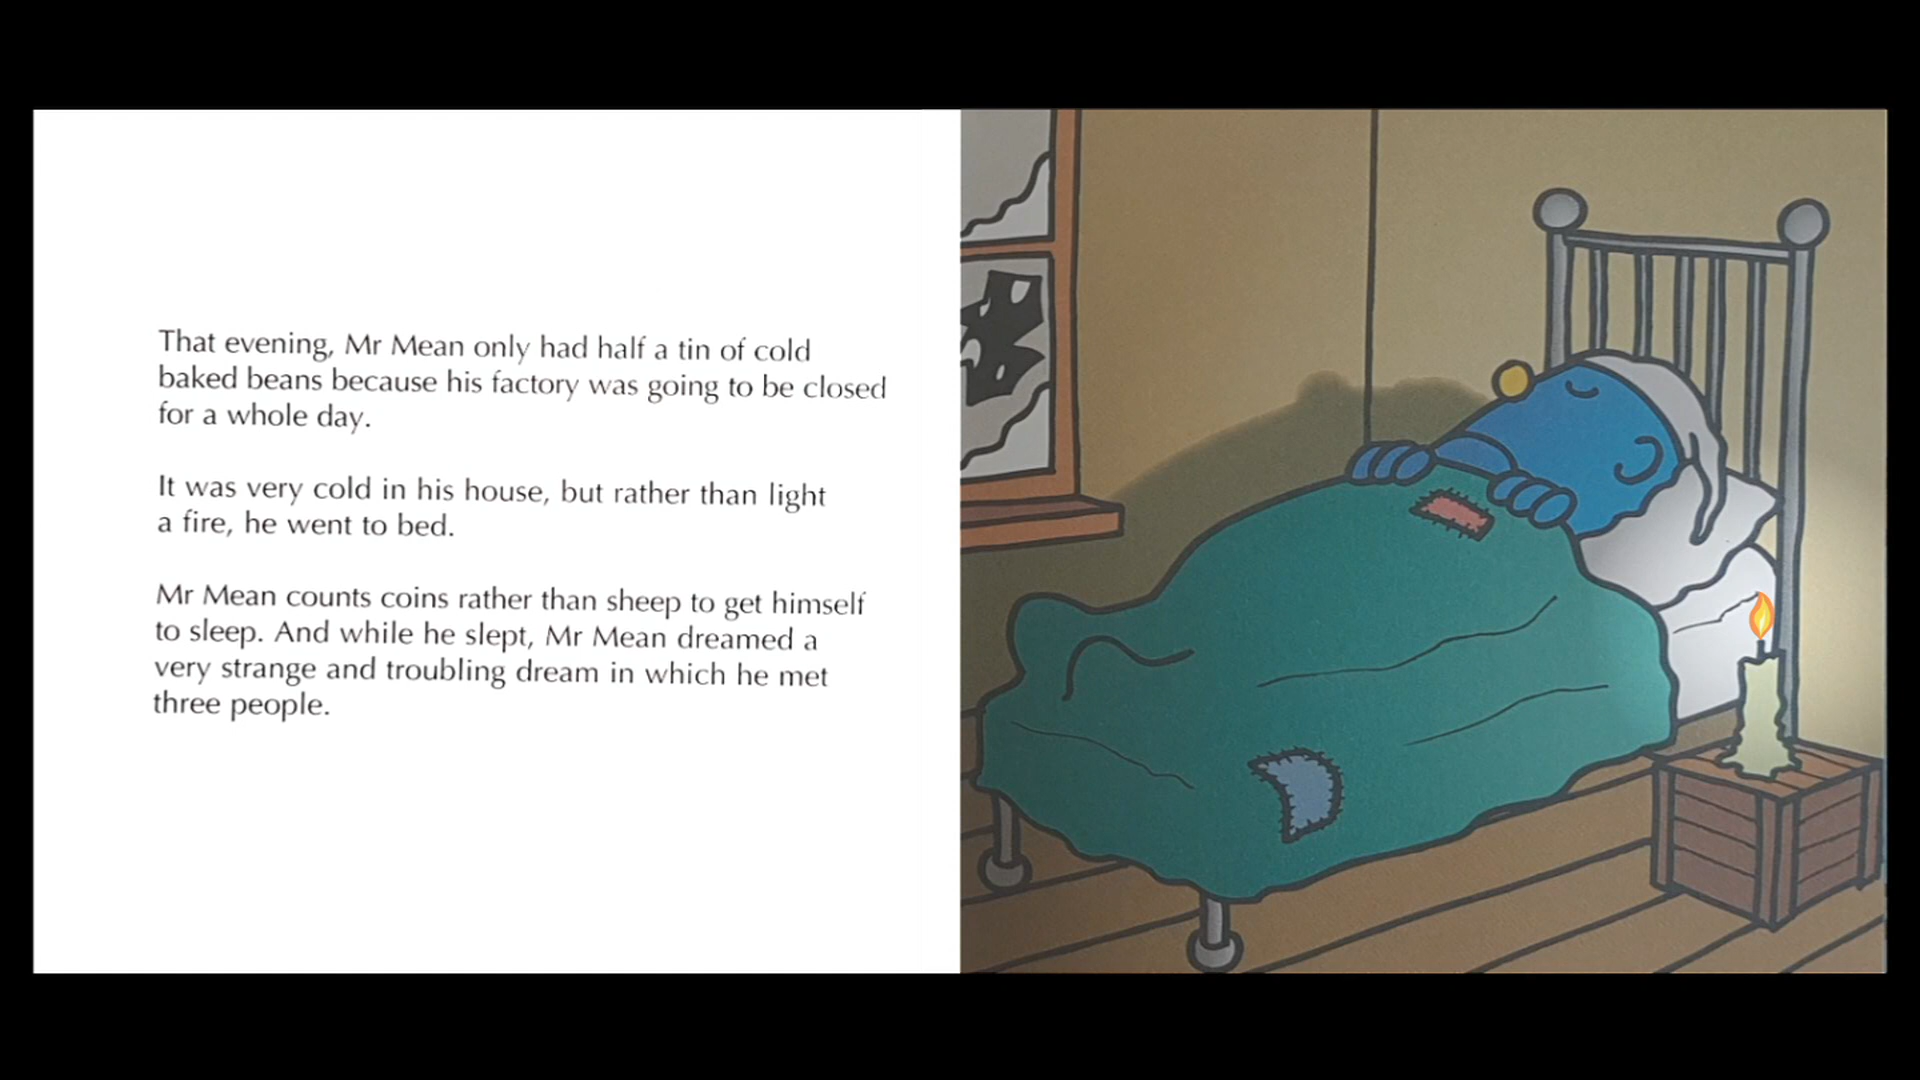 That evening, Mr Mean only had half a tin of cold
baked beans because his factory was going to be closed
for a whole day.
It was very cold in his house, but rather than light
a fire, he went to bed.
Mr Mean counts coins rather than sheep to get himself
to sleep. And while he slept, Mr Mean dreamed a
very strange and troubling dream in which he met
three people.